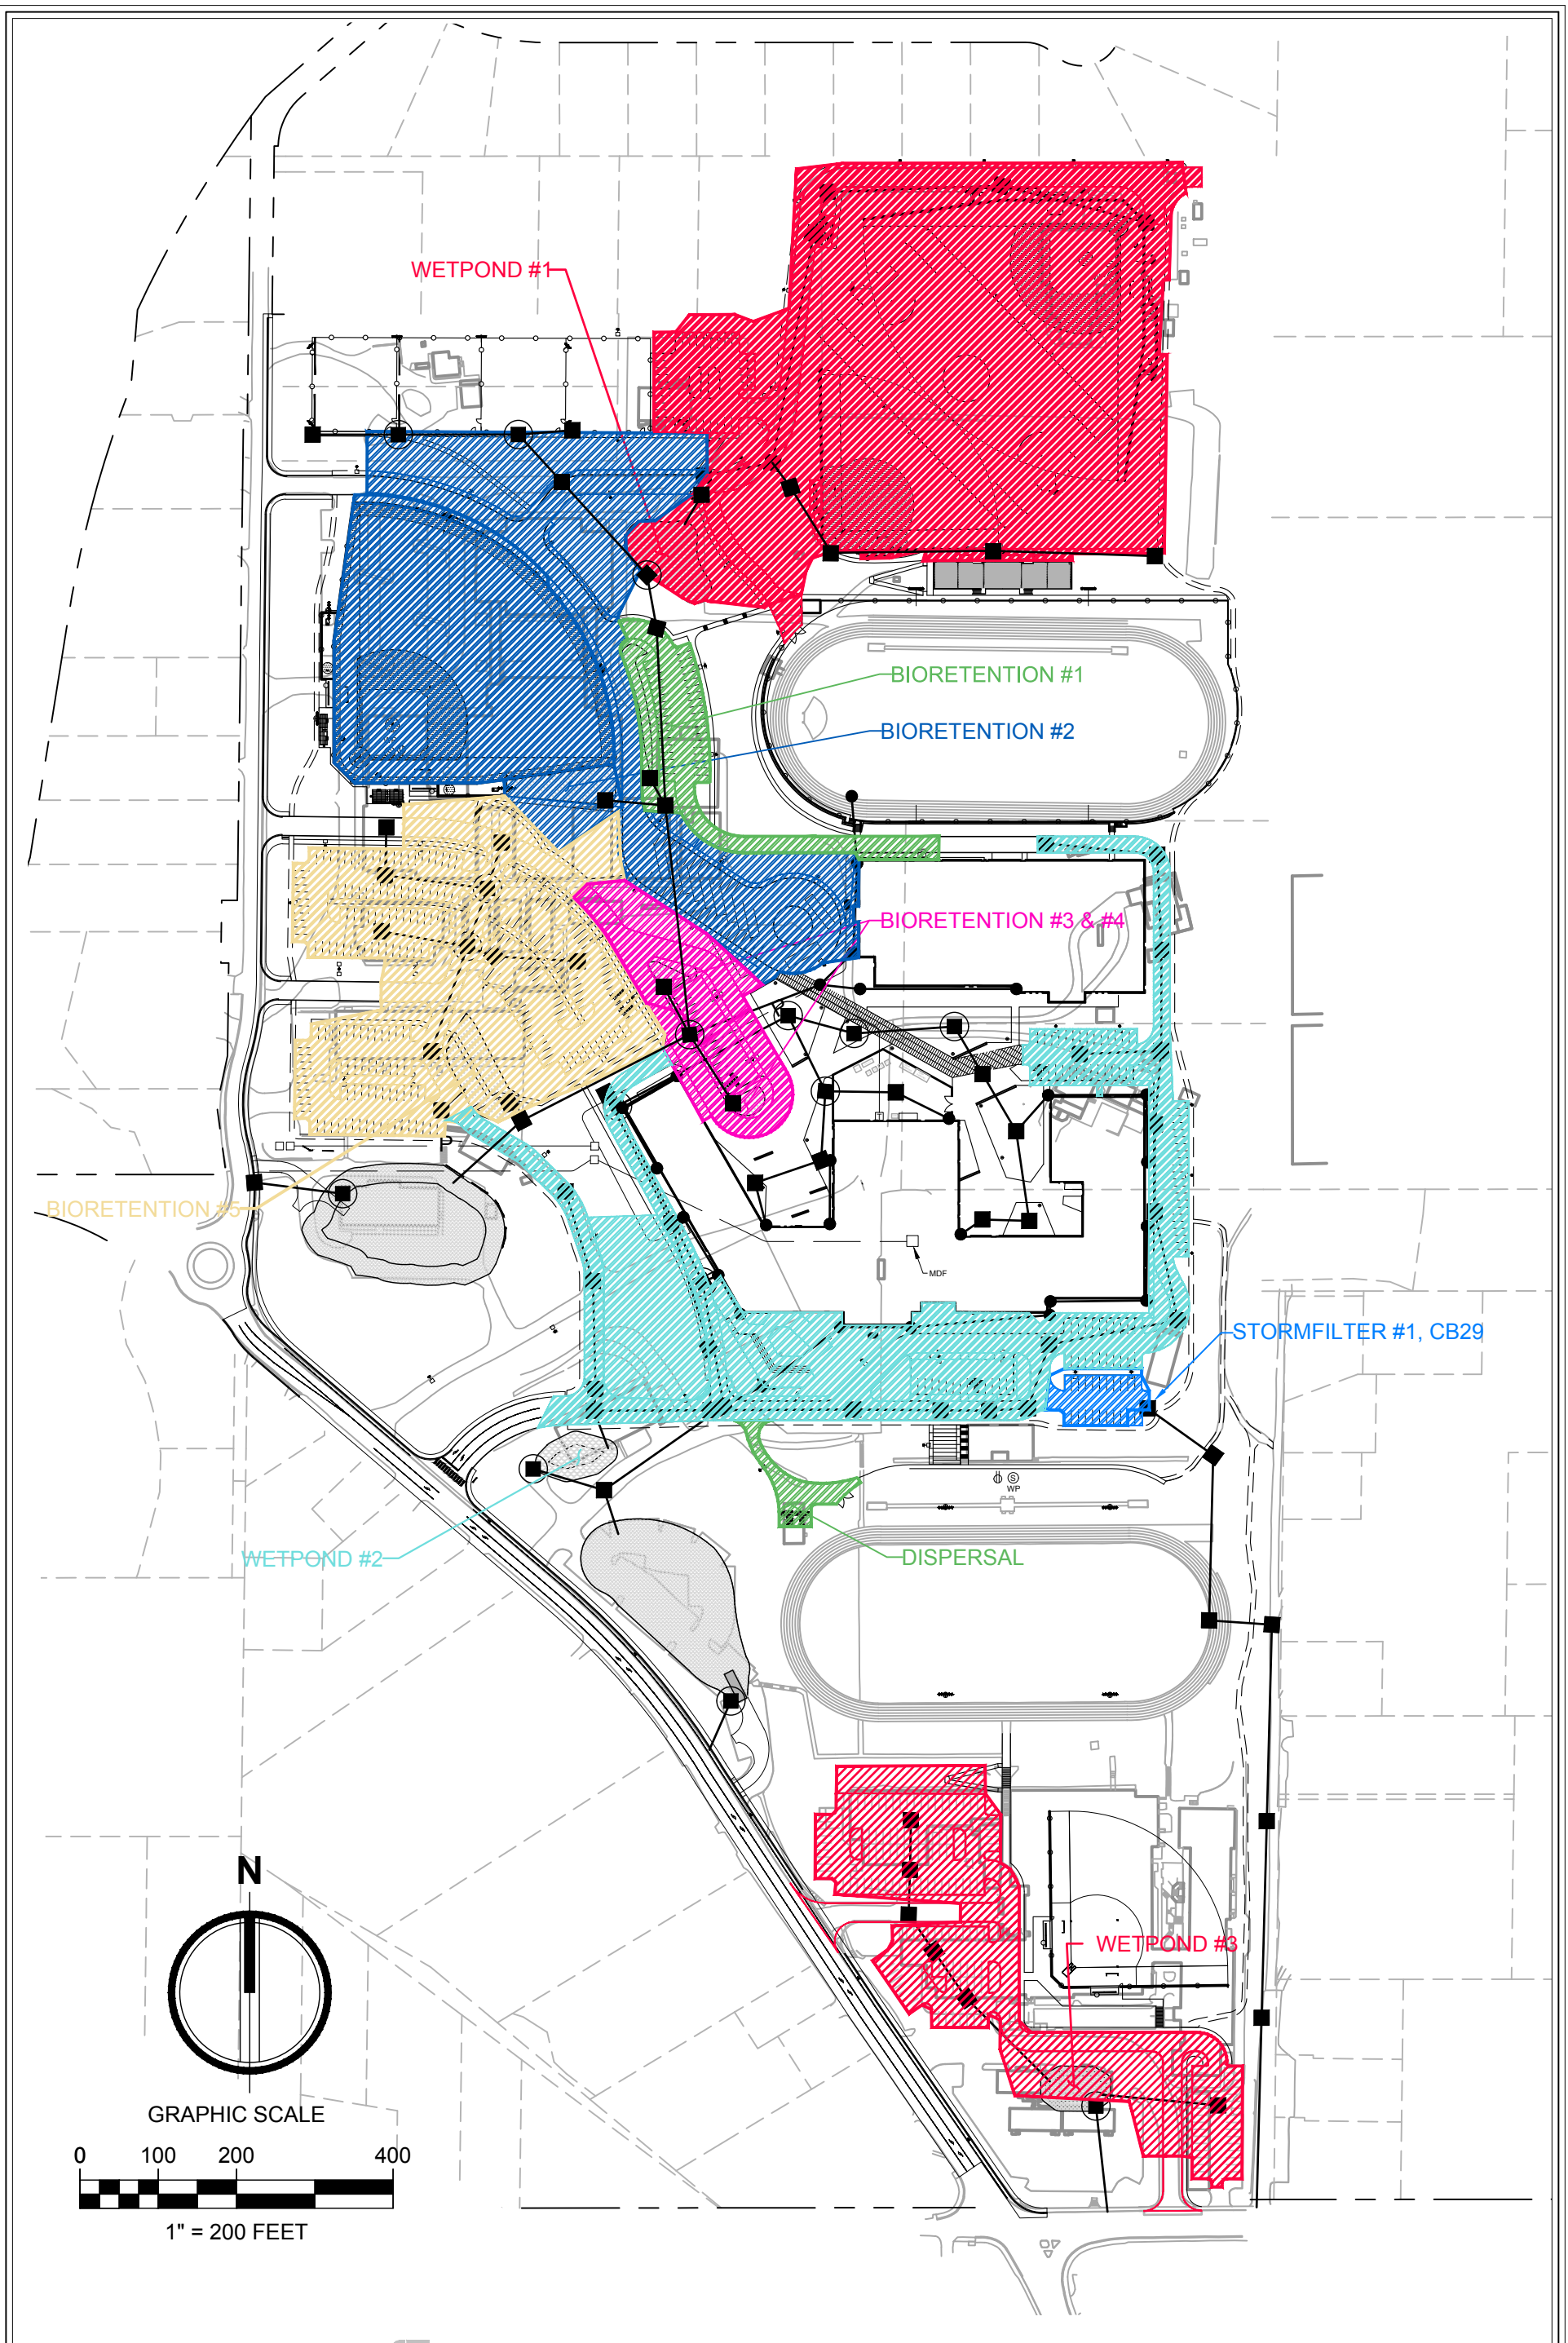 WETPOND #1
BIORETENTION #1
BIORETENTION #2
BIORETENTION #3 & #4
BIORETENTION #5
MDF
STORMFILTER #1, CB29
S
WP
WETPOND #2
DISPERSAL
N
WETPOND #3
GRAPHIC SCALE
0 100 200 400
1" = 200 FEET